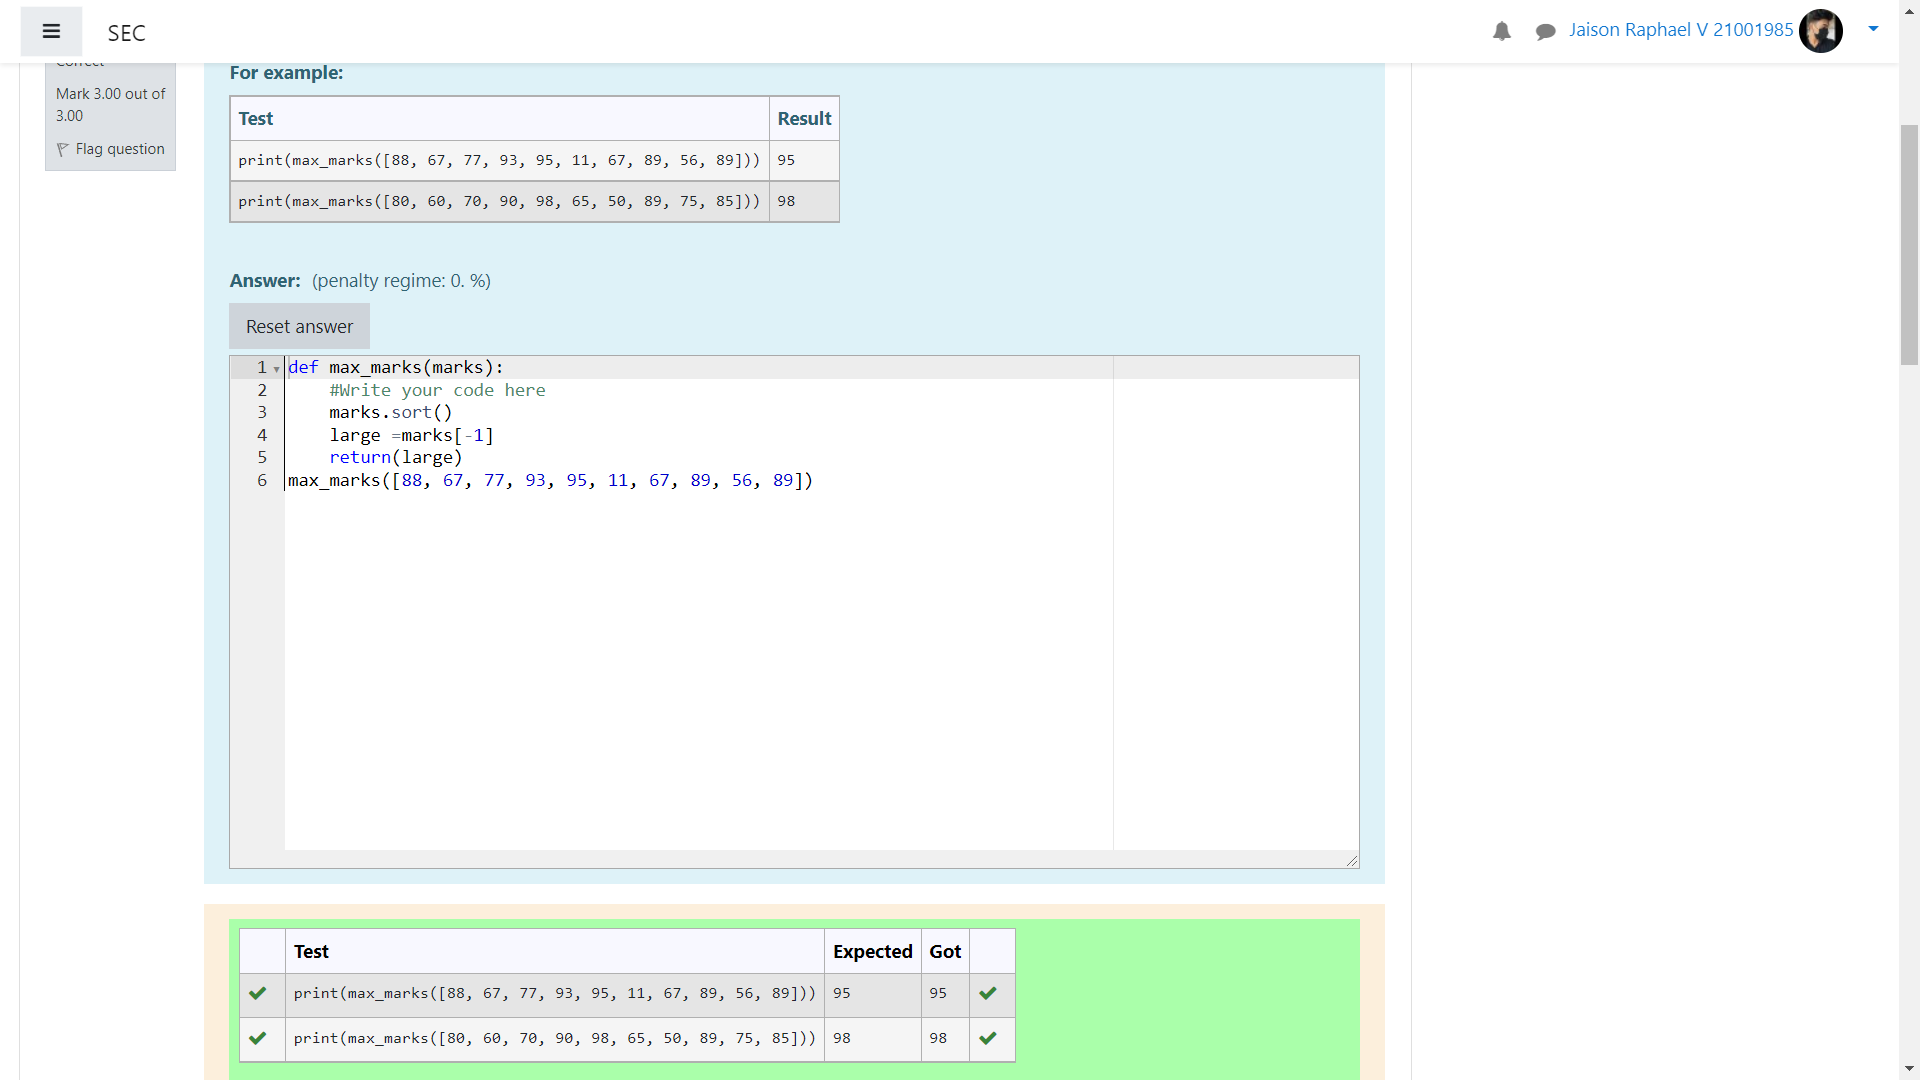 SEC
Jaison Raphael V 21001985
Correct
Mark 3.00 out of
3.00
Flag question
For example:
Test Result
print(max_marks([88, 67, 77, 93, 95, 11, 67, 89, 56, 89])) 95
print(max_marks([80, 60, 70, 90, 98, 65, 50, 89, 75, 85])) 98
Answer: (penalty regime: 0. %)
Reset answer
1 def max_marks(marks):
2 #Write your code here
3 marks.sort()
4 large =marks[-1]
5 return(large)
6 max_marks([88, 67, 77, 93, 95, 11, 67, 89, 56, 89])
Test Expected Got
print(max_marks([88, 67, 77, 93, 95, 11, 67, 89, 56, 89])) 95 95
print(max_marks([80, 60, 70, 90, 98, 65, 50, 89, 75, 85])) 98 98